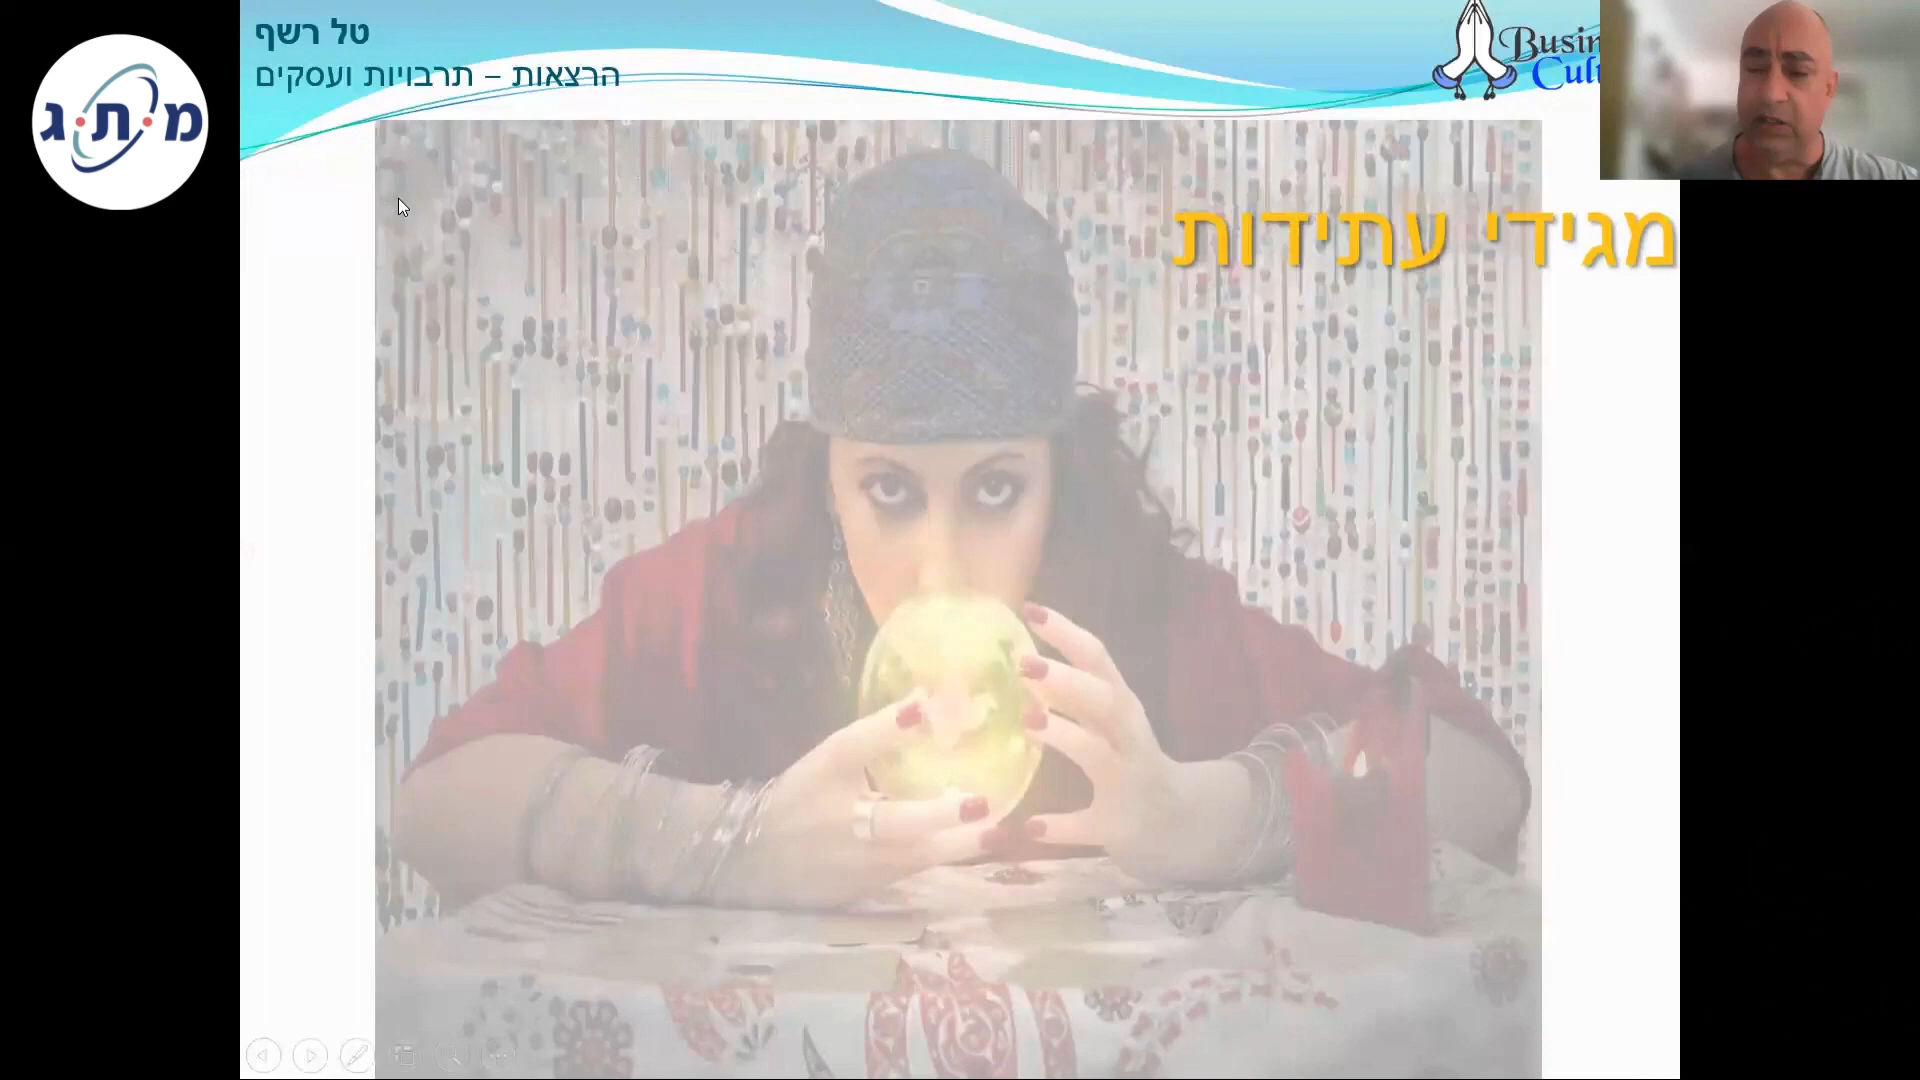 טל רשף
הרצאות – תרבויות ועסקים
מ.ת.ג
מגידי עתידות